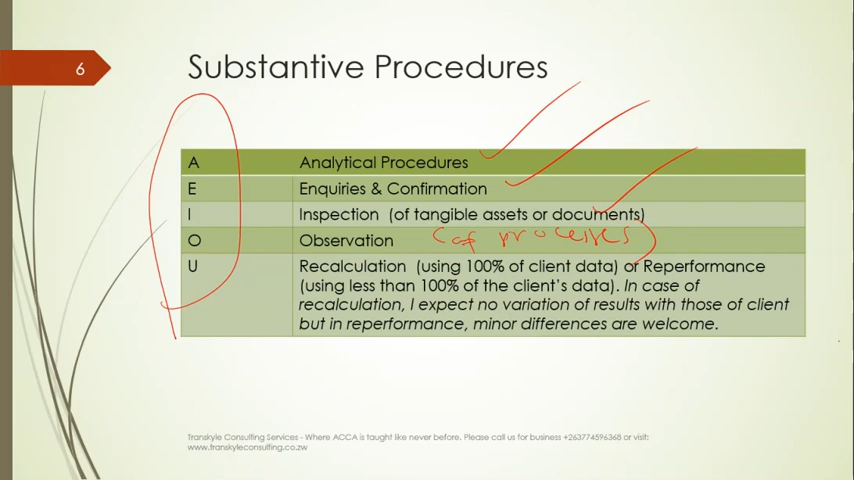 6
Substantive Procedures
A Analytical Procedures
E Enquiries & Confirmation
I Inspection (of tangible assets or documents)
O Observation (of processes)
U Recalculation (using 100% of client data) or Reperformance
(using less than 100% of the client's data). In case of
recalculation, I expect no variation of results with those of client
but in reperformance, minor differences are welcome.
Transkyle Consulting Services - Where ACCA is taught like never before. Please call us for business +263774596368 or visit:
www.transkyleconsulting.co.zw